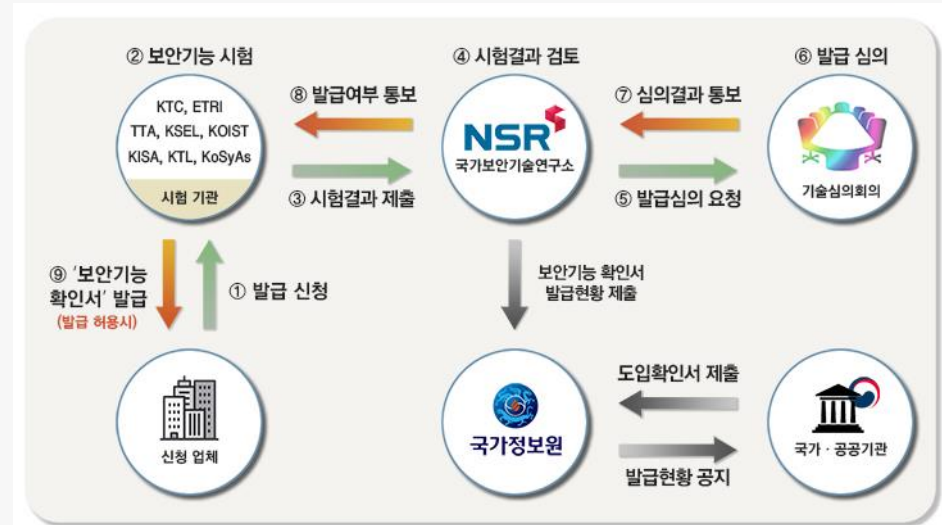 ② 보안기능 시험
④ 시험결과 검토
⑥ 발급 심의
KTC, ETRI
TTA, KSEL, KOIST
KISA, KTL, KoSyAs
시험 기관
⑧ 발급여부 통보
③ 시험결과 제출
NSR
국가보안기술연구소
⑦ 심의결과 통보
⑤ 발급심의 요청
기술심의회의
⑨ '보안기능
확인서' 발급
(발급 허용시)
① 발급 신청
보안기능 확인서
발급현황 제출
신청 업체
국가정보원
도입확인서 제출
발급현황 공지
국가 · 공공기관